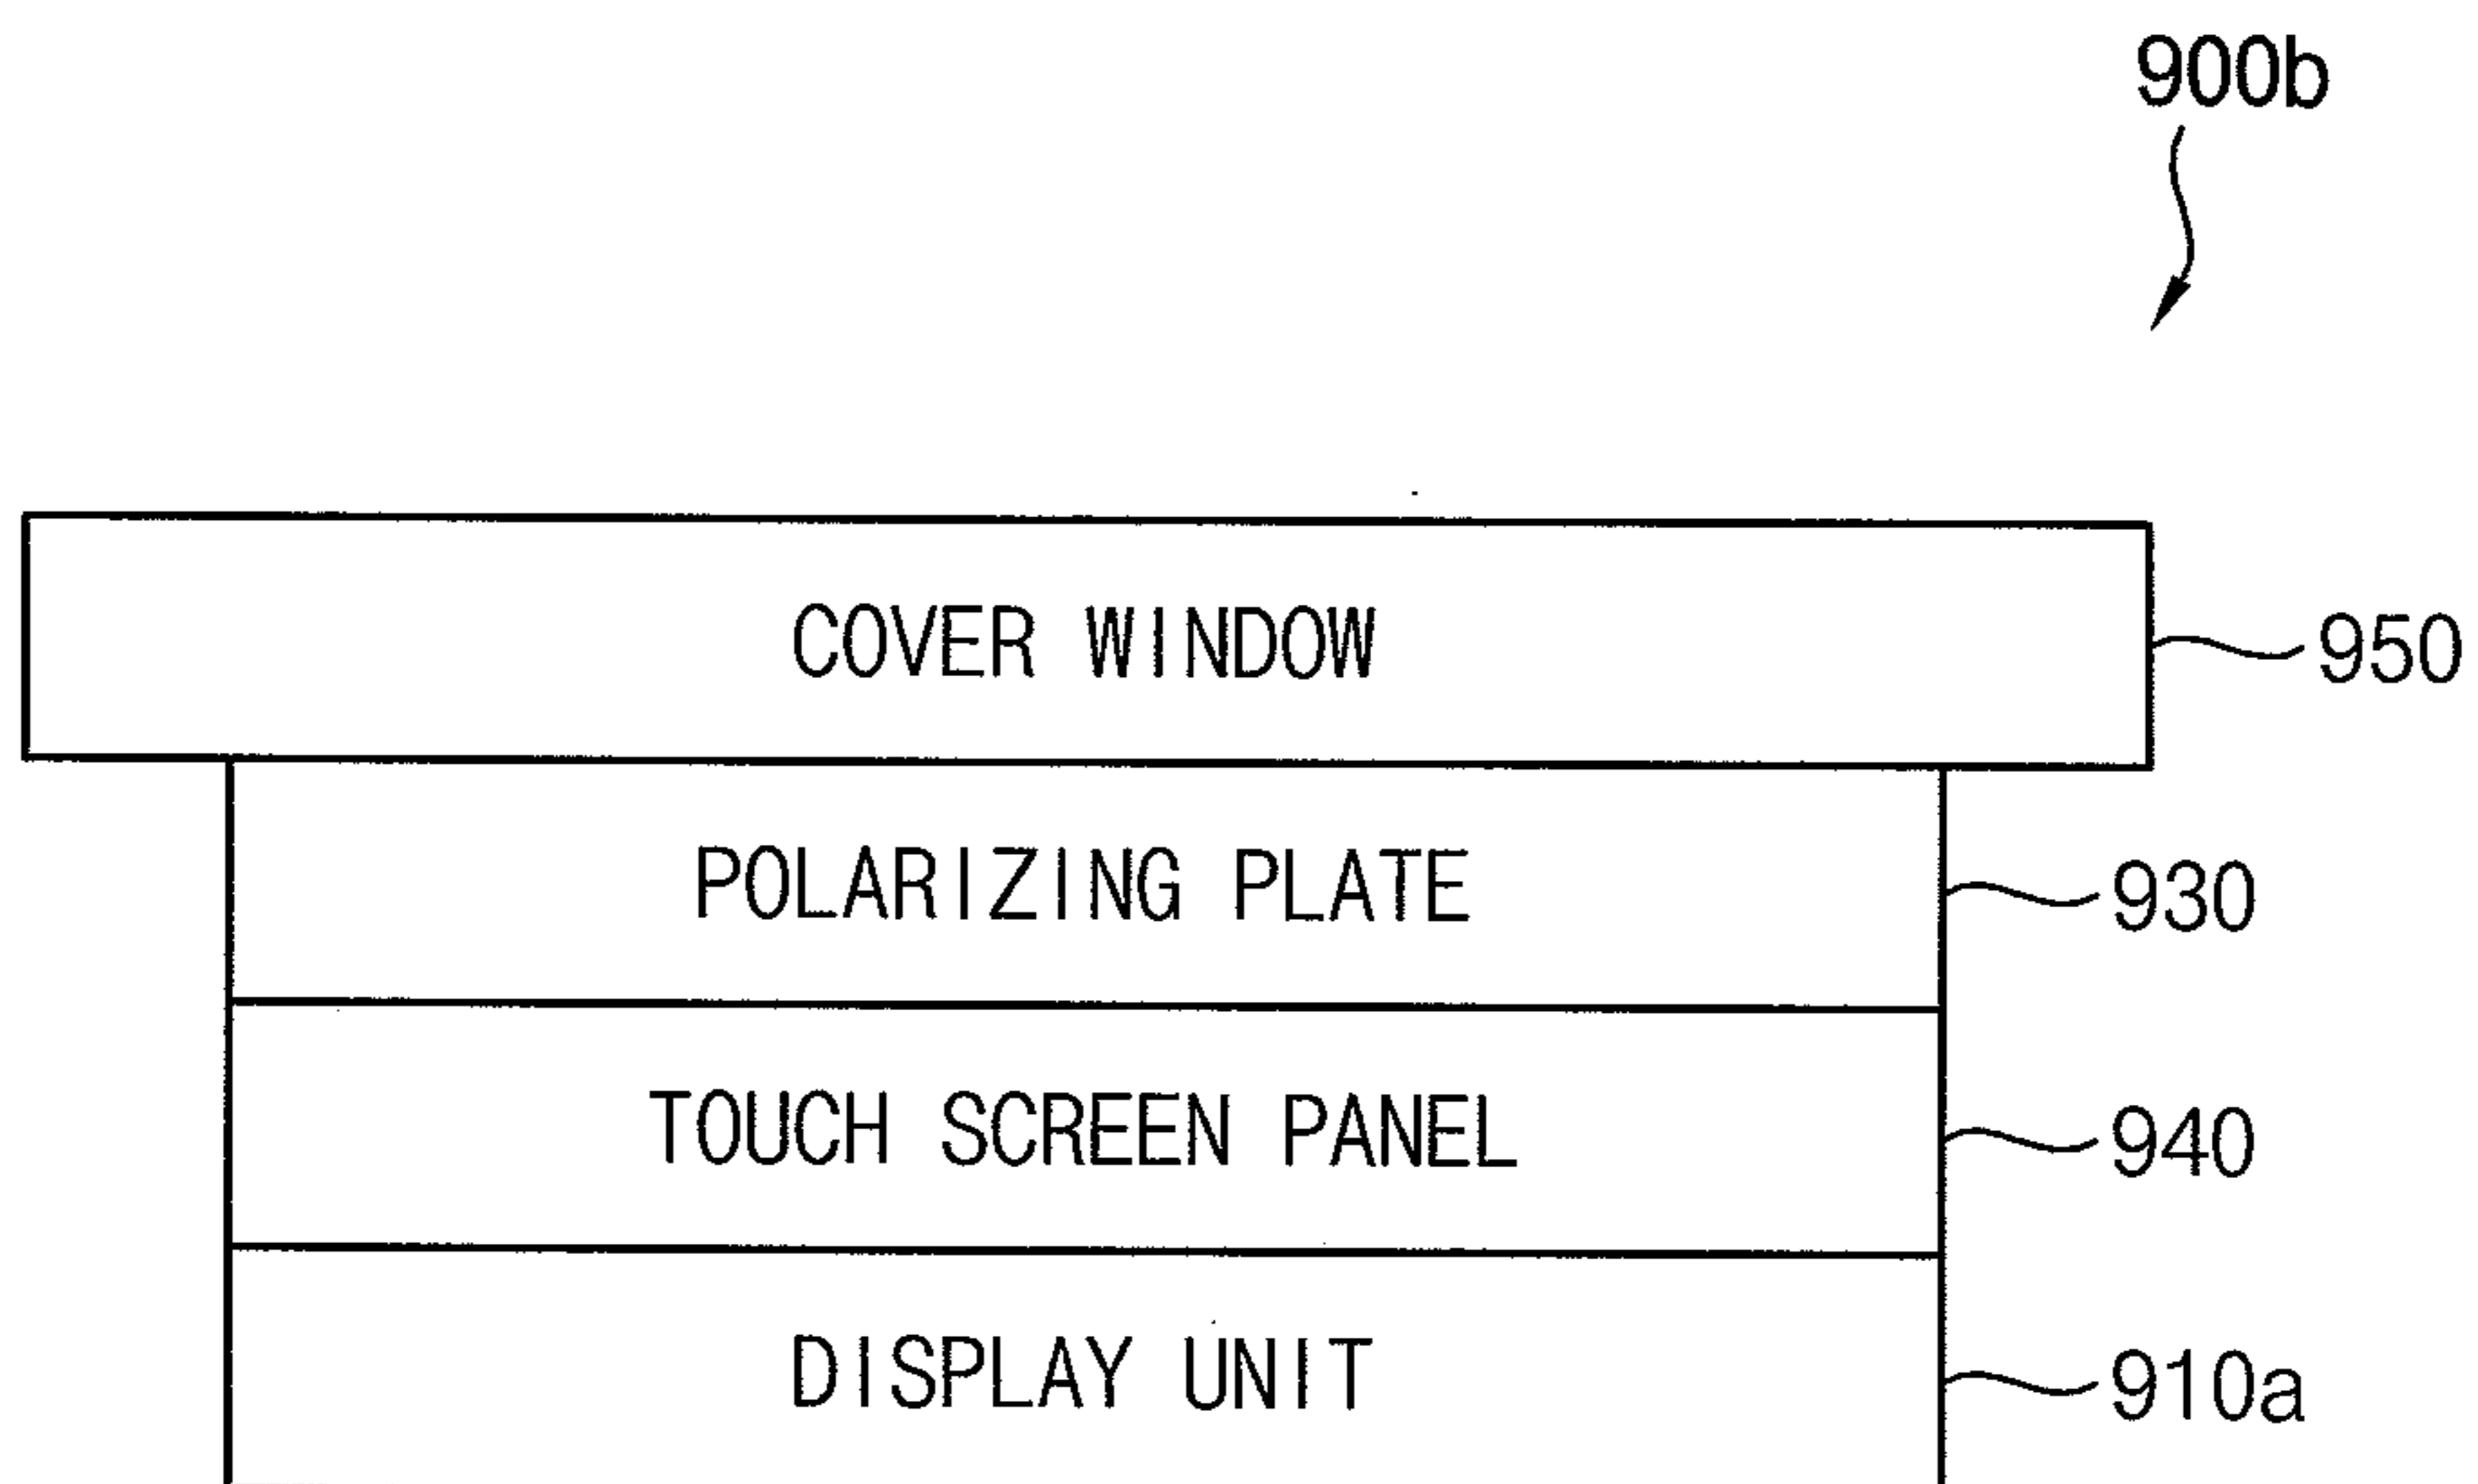 900b
COVER WINDOW 950
POLARIZING PLATE 930
TOUCH SCREEN PANEL 940
DISPLAY UNIT 910a